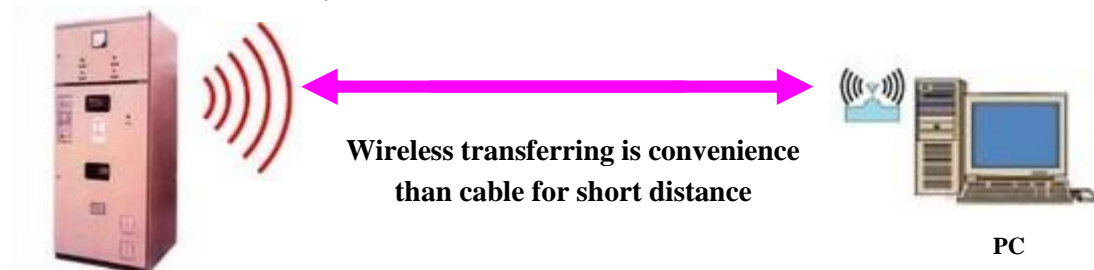 Wireless transferring is convenience
than cable for short distance
PC